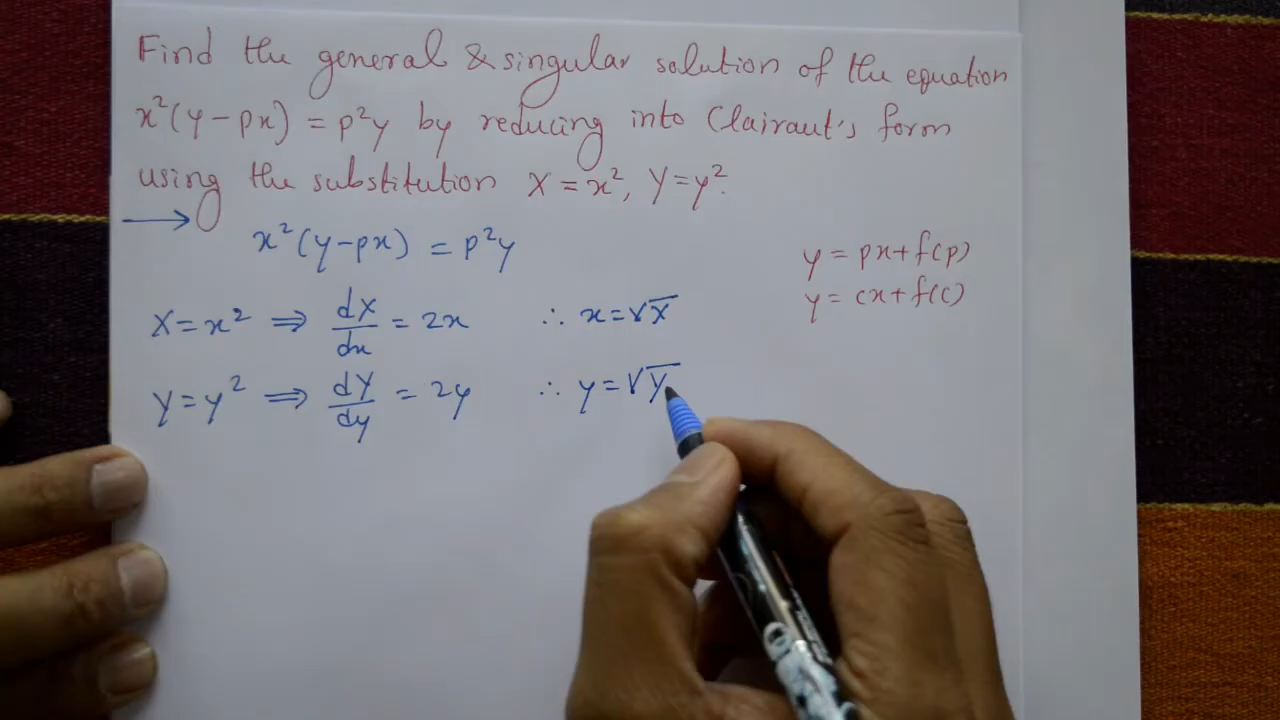 Find the general & singular solution of the equation
x²(y-px) = p²y by reducing into Clairaut's form
using the substitution X = x², Y = y².
→
x²(y-px) = p²y
y = px+f(p)
y = cx+f(c)
X = x² ⟹ dX/dx = 2x ∴ x = √X
Y = y² ⟹ dY/dy = 2y ∴ y = √Y